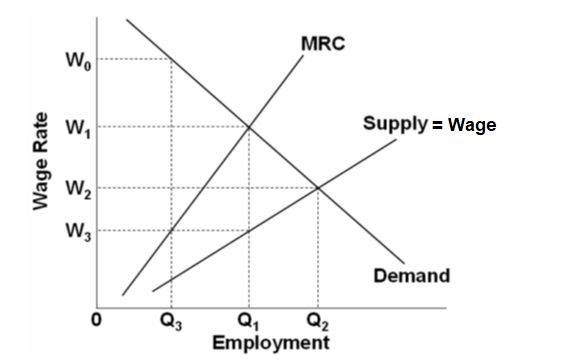 MRC
W₀
Supply = Wage
W₁
Wage Rate
W₂
W₃
Demand
0 Q₃ Q₁ Q₂
Employment